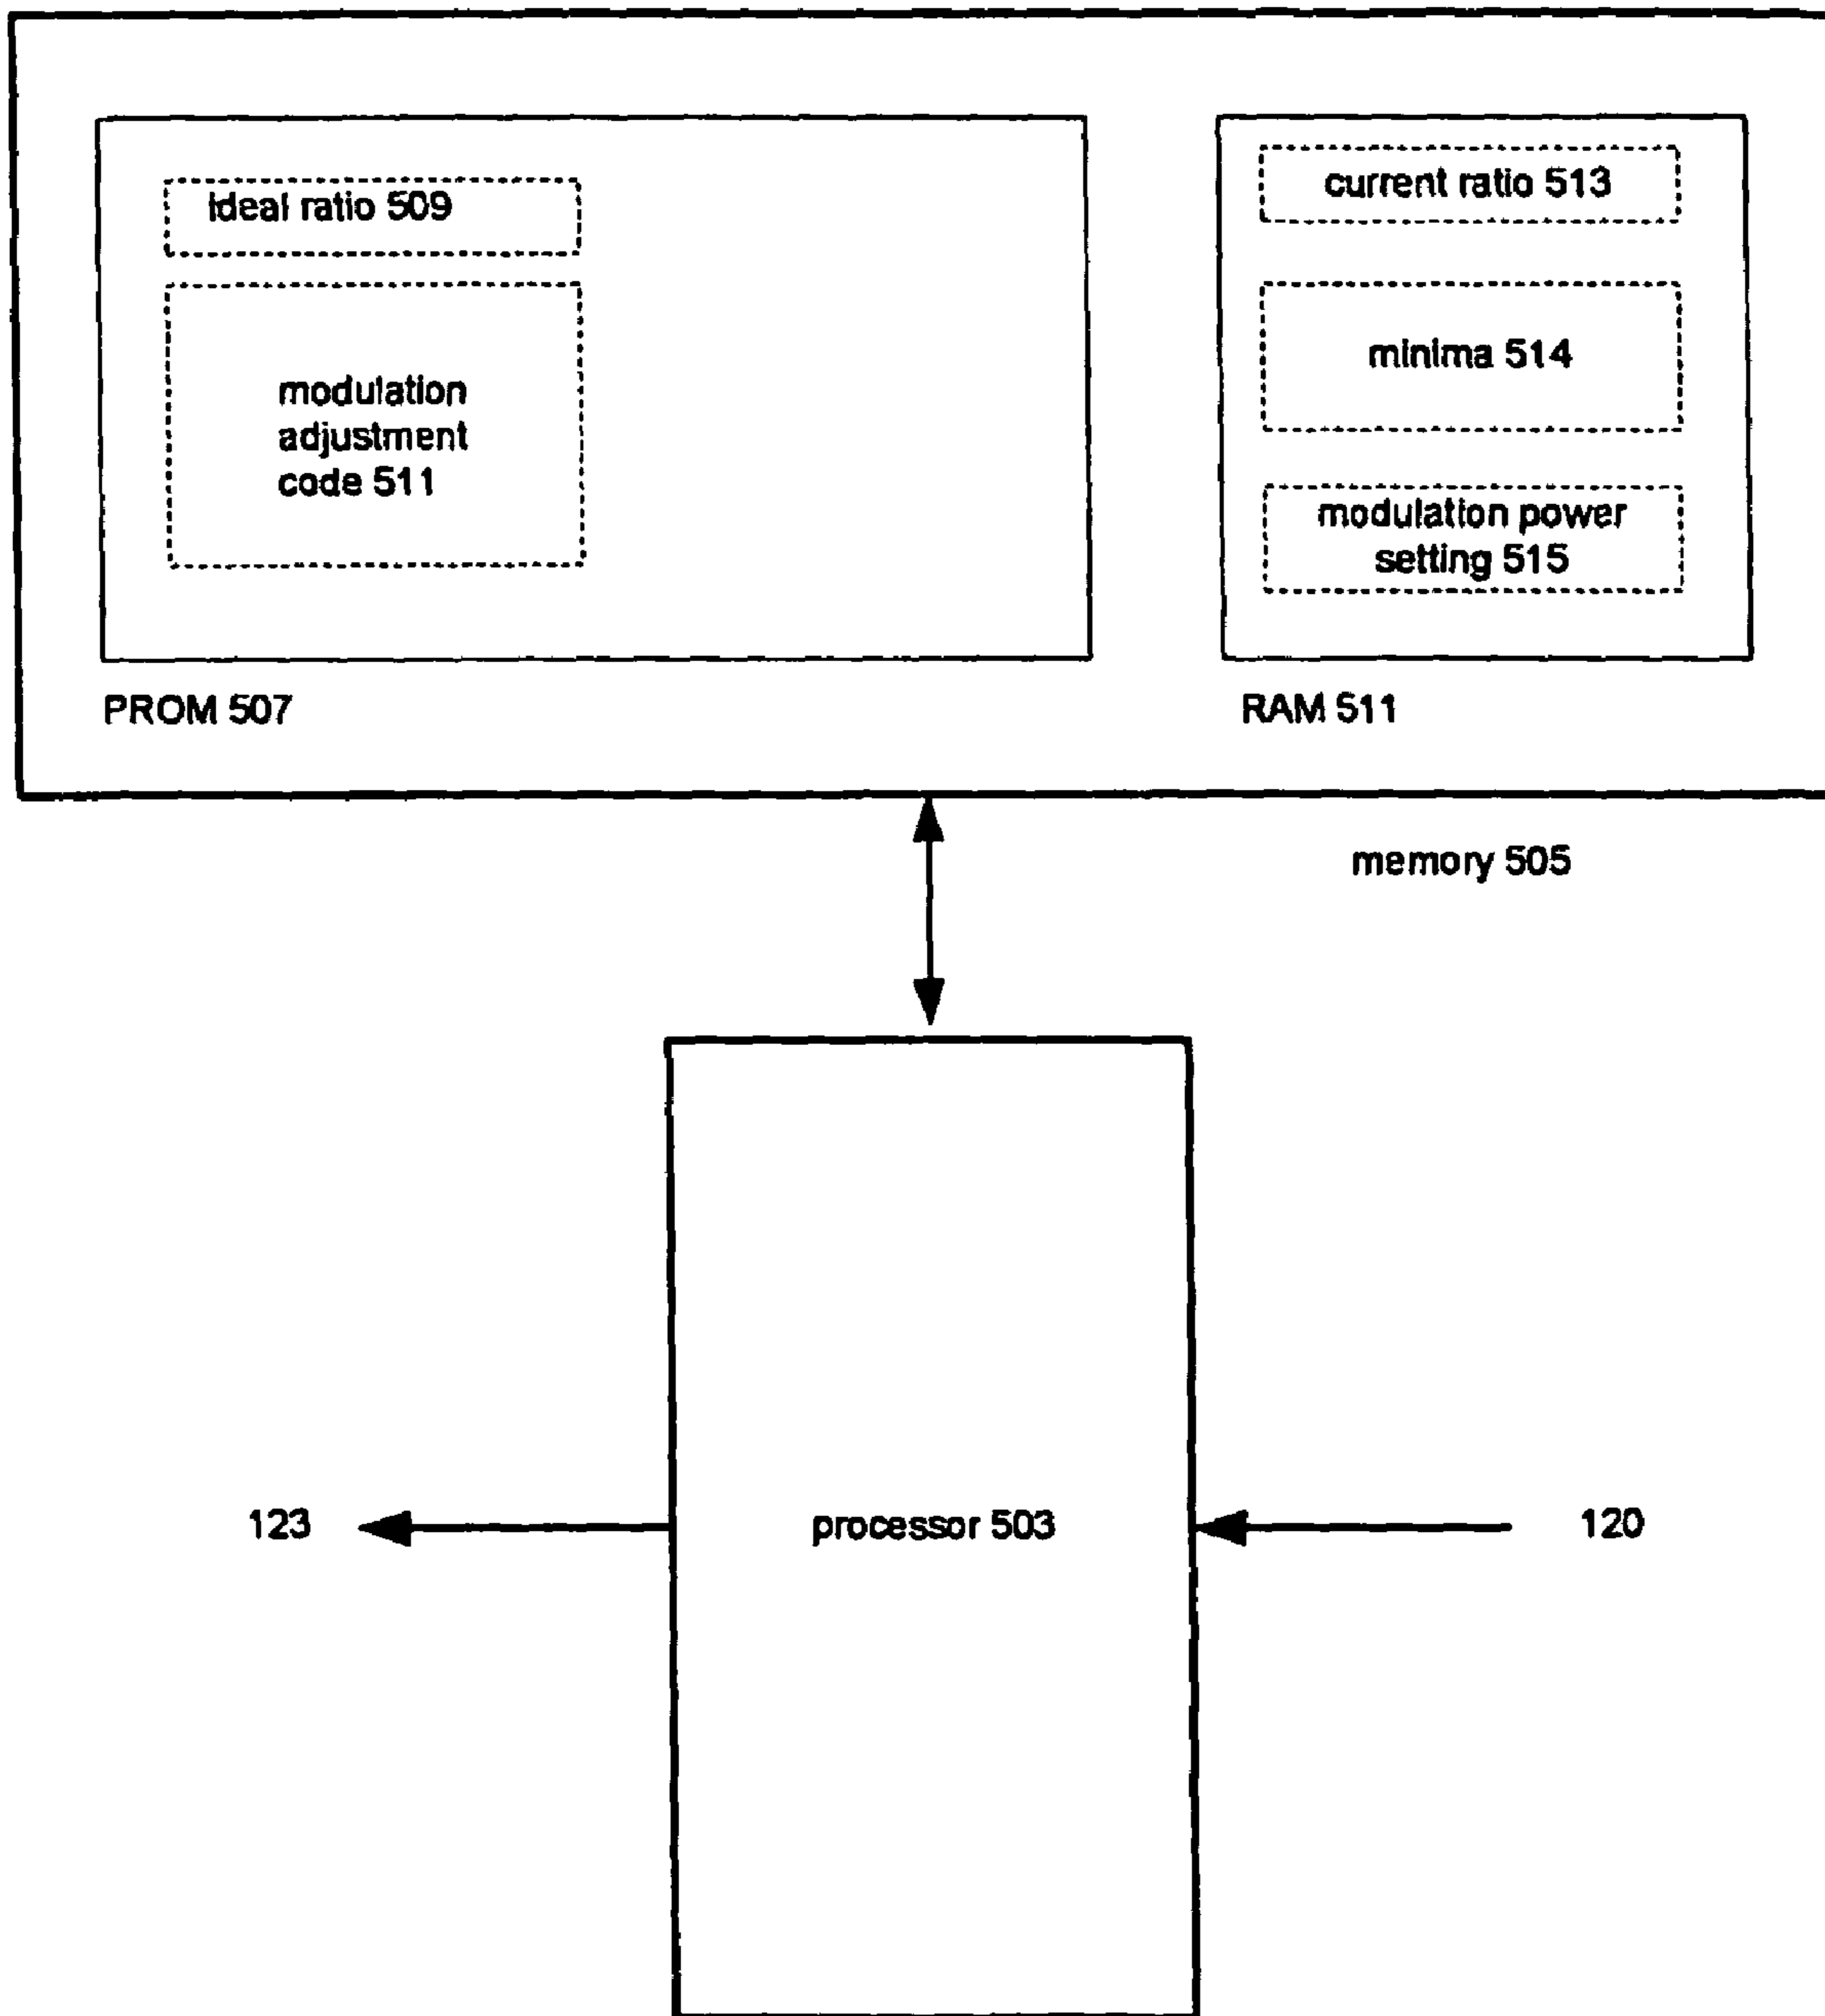 ideal ratio 509
modulation
adjustment
code 511
current ratio 513
minima 514
modulation power
setting 515
PROM 507
RAM 511
memory 505
123
processor 503
120